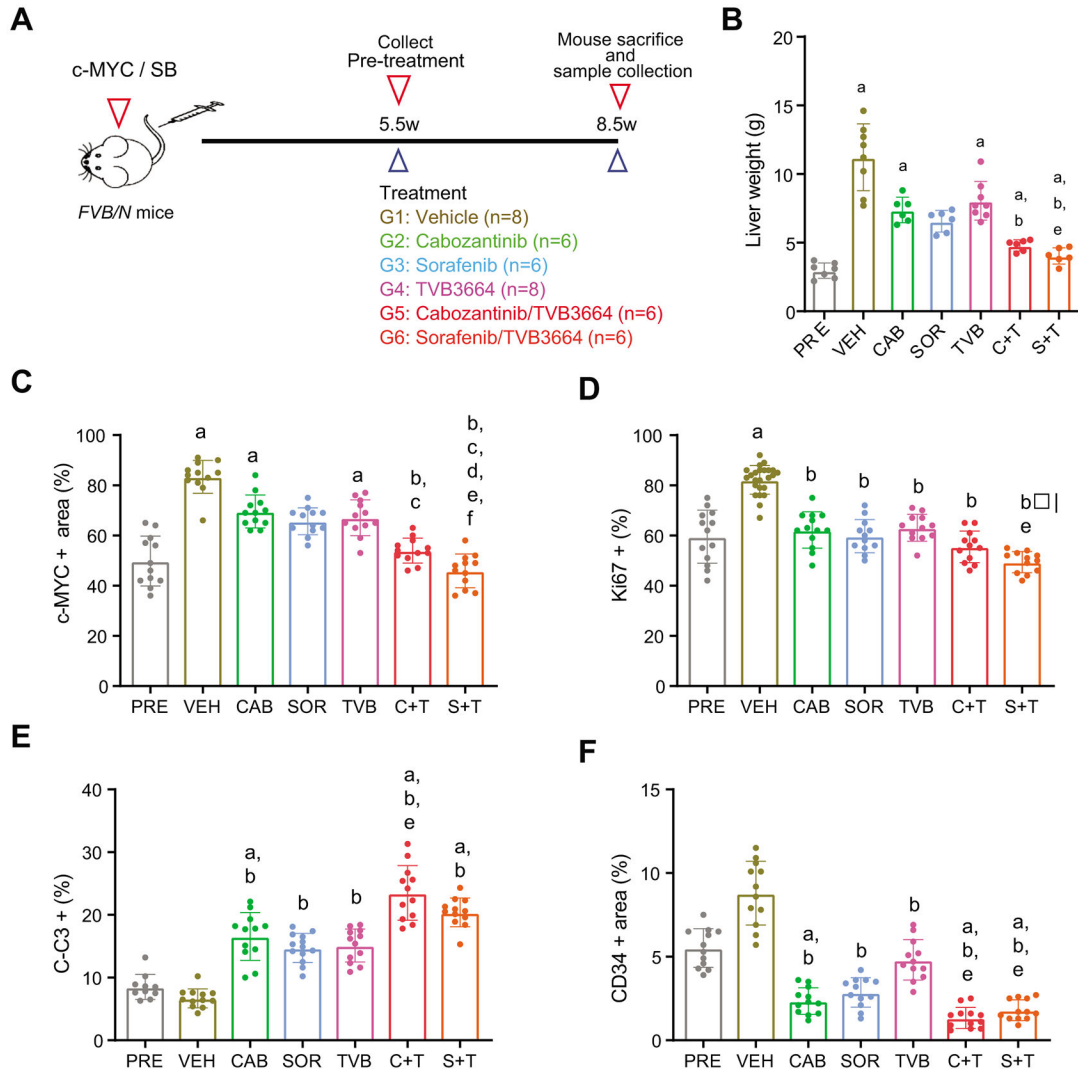 A
c-MYC / SB
FVB/N mice
Collect
Pre-treatment
Mouse sacrifice
and
sample collection
5.5w
8.5w
Treatment
G1: Vehicle (n=8)
G2: Cabozantinib (n=6)
G3: Sorafenib (n=6)
G4: TVB3664 (n=8)
G5: Cabozantinib/TVB3664 (n=6)
G6: Sorafenib/TVB3664 (n=6)
B
Liver weight (g)
20
15
10
5
0
a
a
a
a,
b
a,
b,
e
PRE VEH CAB SOR TVB C+T S+T
C
c-MYC + area (%)
100
80
60
40
20
0
a
a
a
b,
c
b,
c,
d,
e,
f
PRE VEH CAB SOR TVB C+T S+T
D
Ki67 + (%)
100
80
60
40
20
0
a
b
b
b
b
b□|
e
PRE VEH CAB SOR TVB C+T S+T
E
C-C3 + (%)
40
30
20
10
0
a,
b
b
b
a,
b,
e
a,
b
PRE VEH CAB SOR TVB C+T S+T
F
CD34 + area (%)
15
10
5
0
a,
b
b
b
a,
b,
e
a,
b,
e
PRE VEH CAB SOR TVB C+T S+T